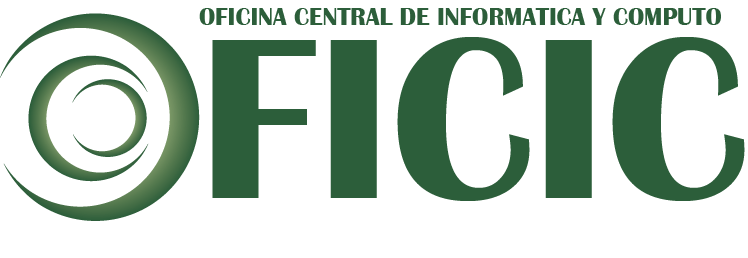 OFICINA CENTRAL DE INFORMATICA Y COMPUTO
OFICIC